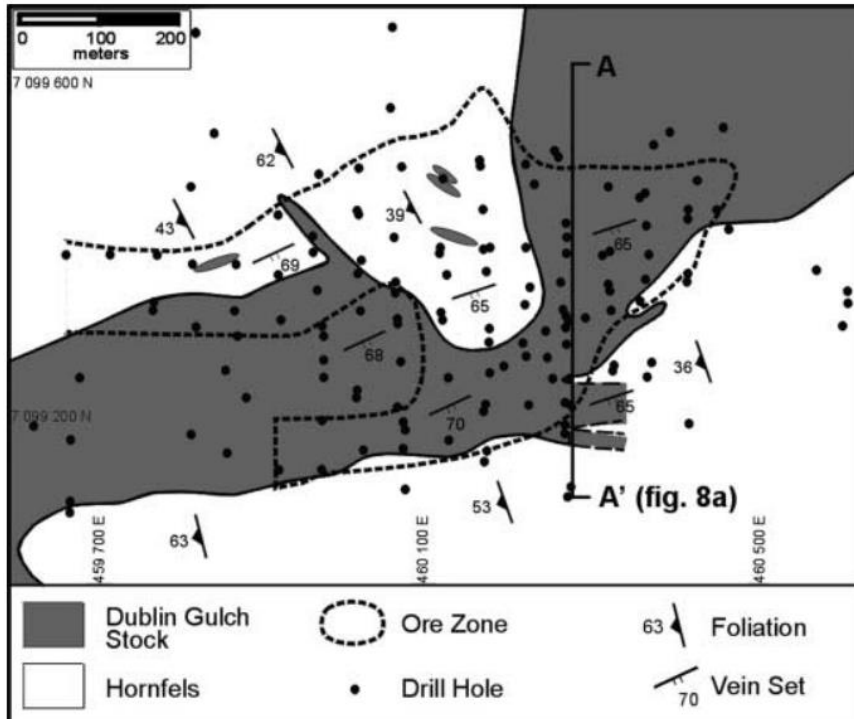 0 100 200
meters
7 099 600 N
A
62
43
39
69
65
65
68
36
65
7 099 200 N
70
A' (fig. 8a)
53
63
459 700 E
460 100 E
460 500 E
Dublin Gulch
Stock
Ore Zone
63
Foliation
Hornfels
Drill Hole
70
Vein Set